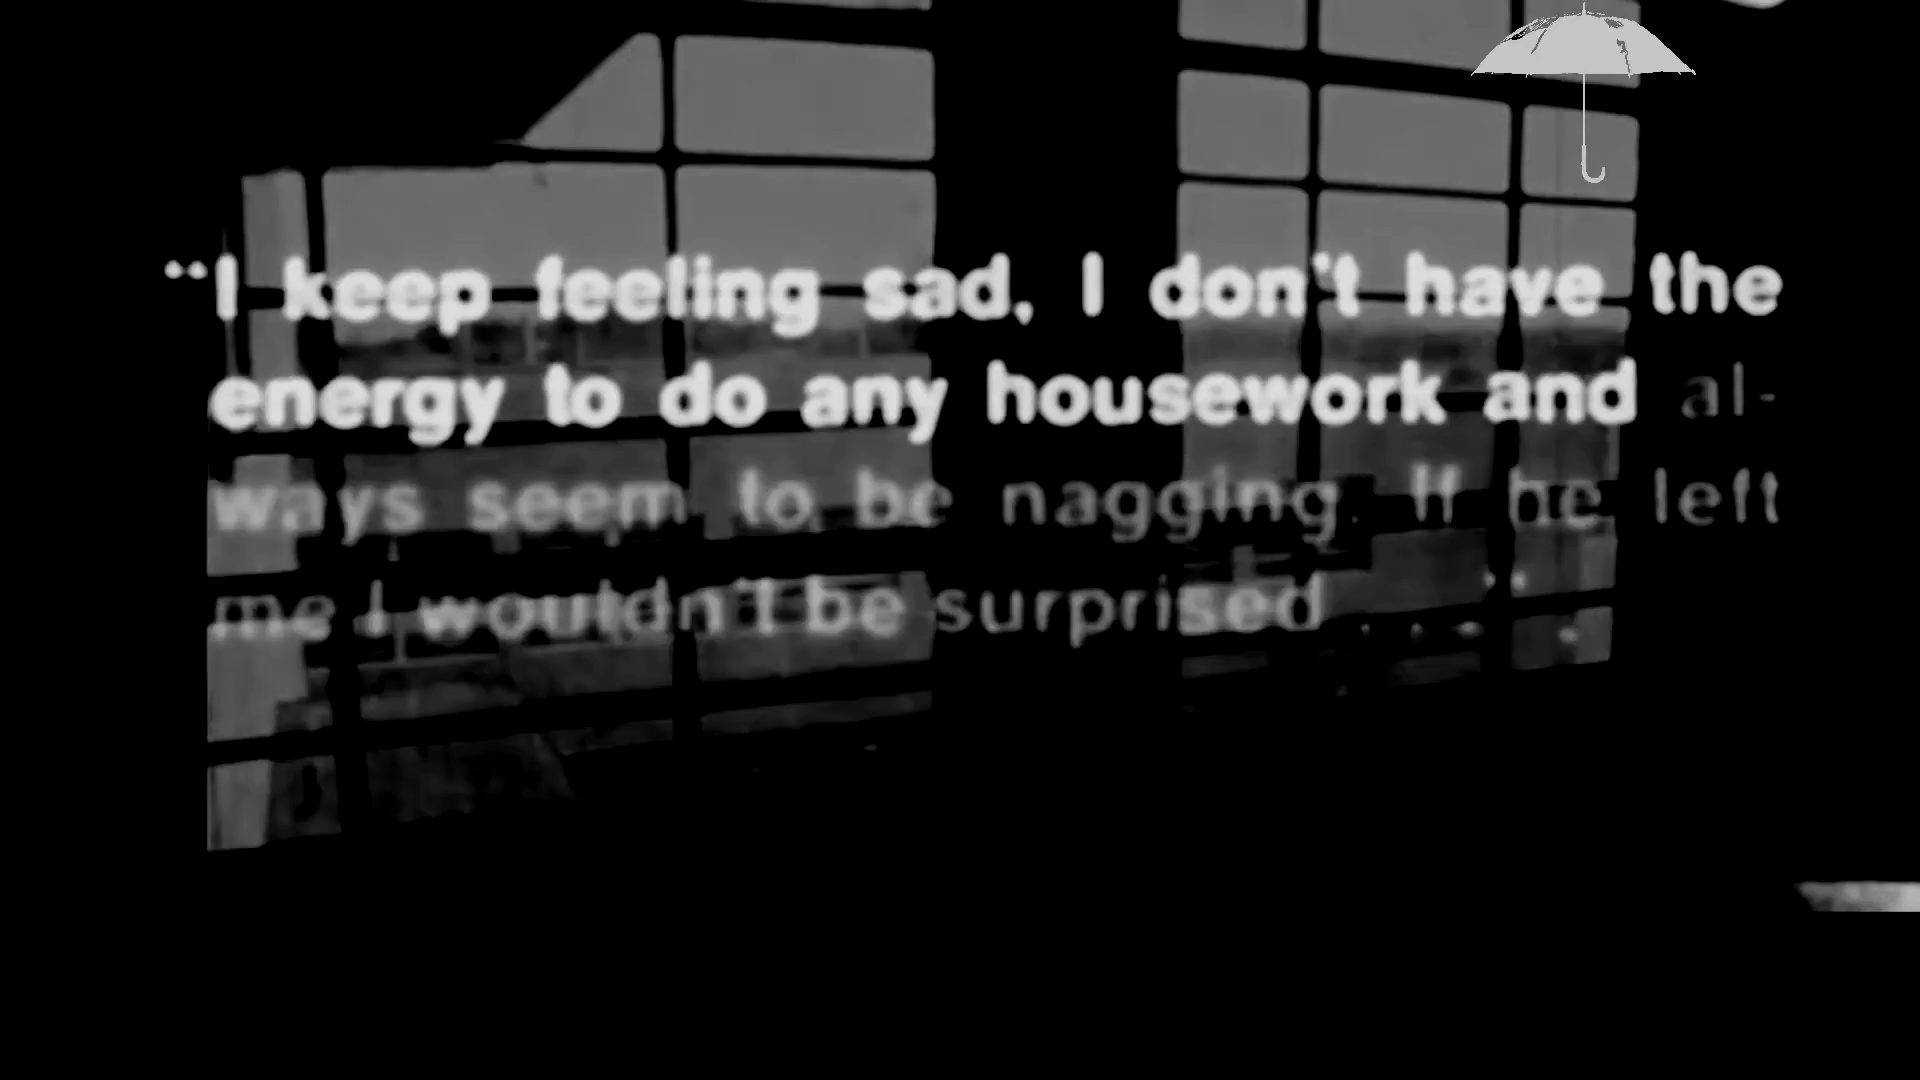 "I keep feeling sad, I don't have the
energy to do any housework and al-
ways seem to be nagging. If he left
me I wouldn't be surprised